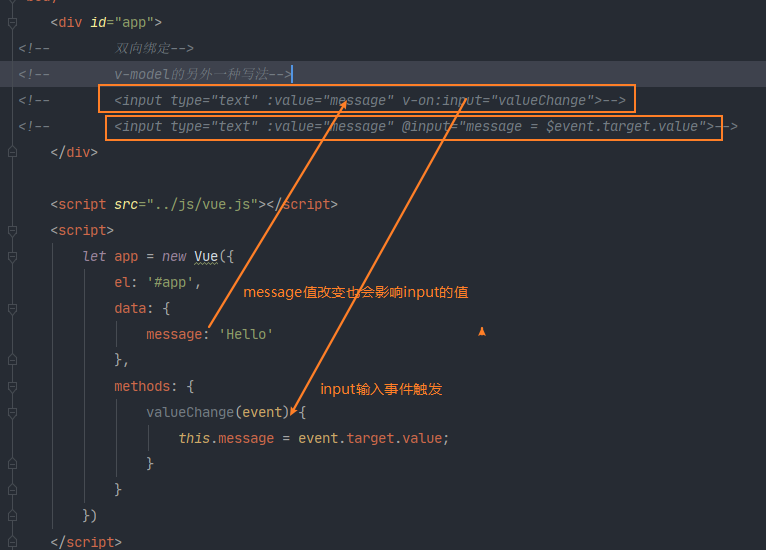 <div id="app">
<!--        双向绑定-->
<!--        v-model的另外一种写法-->
<!--        <input type="text" :value="message" v-on:input="valueChange">-->
<!--        <input type="text" :value="message" @input="message = $event.target.value">-->
</div>
<script src="../js/vue.js"></script>
<script>
let app = new Vue({
el: '#app',
message值改变也会影响input的值
data: {
message: 'Hello'
},
methods: {
input输入事件触发
valueChange(event) {
this.message = event.target.value;
}
}
})
</script>